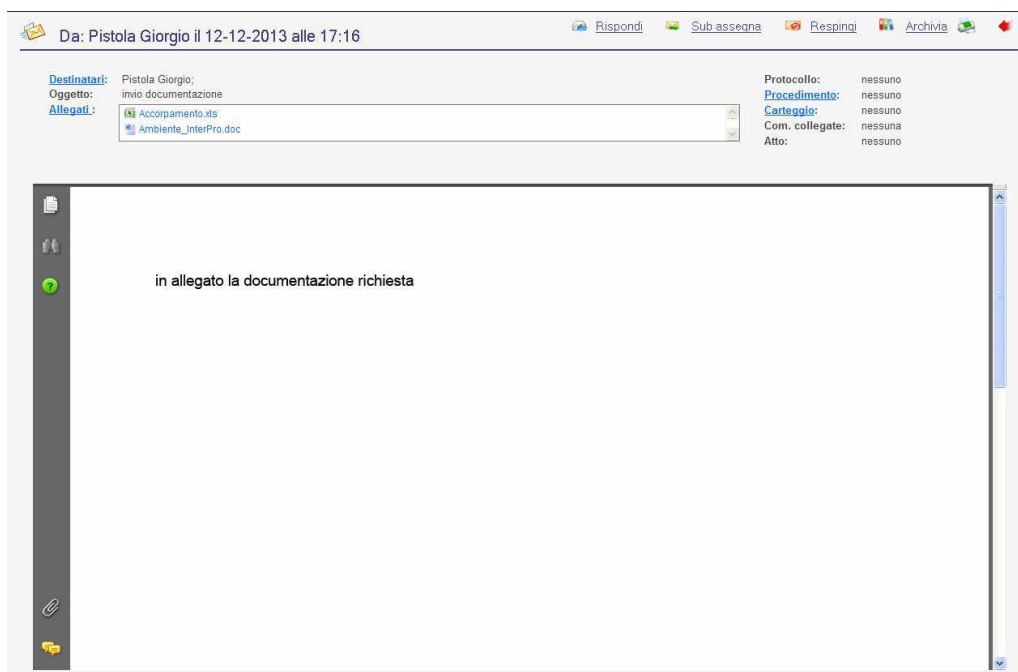 Da: Pistola Giorgio il 12-12-2013 alle 17:16
Rispondi Sub assegna Respingi Archivia
Destinatari: Pistola Giorgio;
Oggetto: invio documentazione
Allegati : Accorpamento.xls
Ambiente_InterPro.doc
Protocollo: nessuno
Procedimento: nessuno
Carteggio: nessuno
Com. collegate: nessuna
Atto: nessuno
in allegato la documentazione richiesta